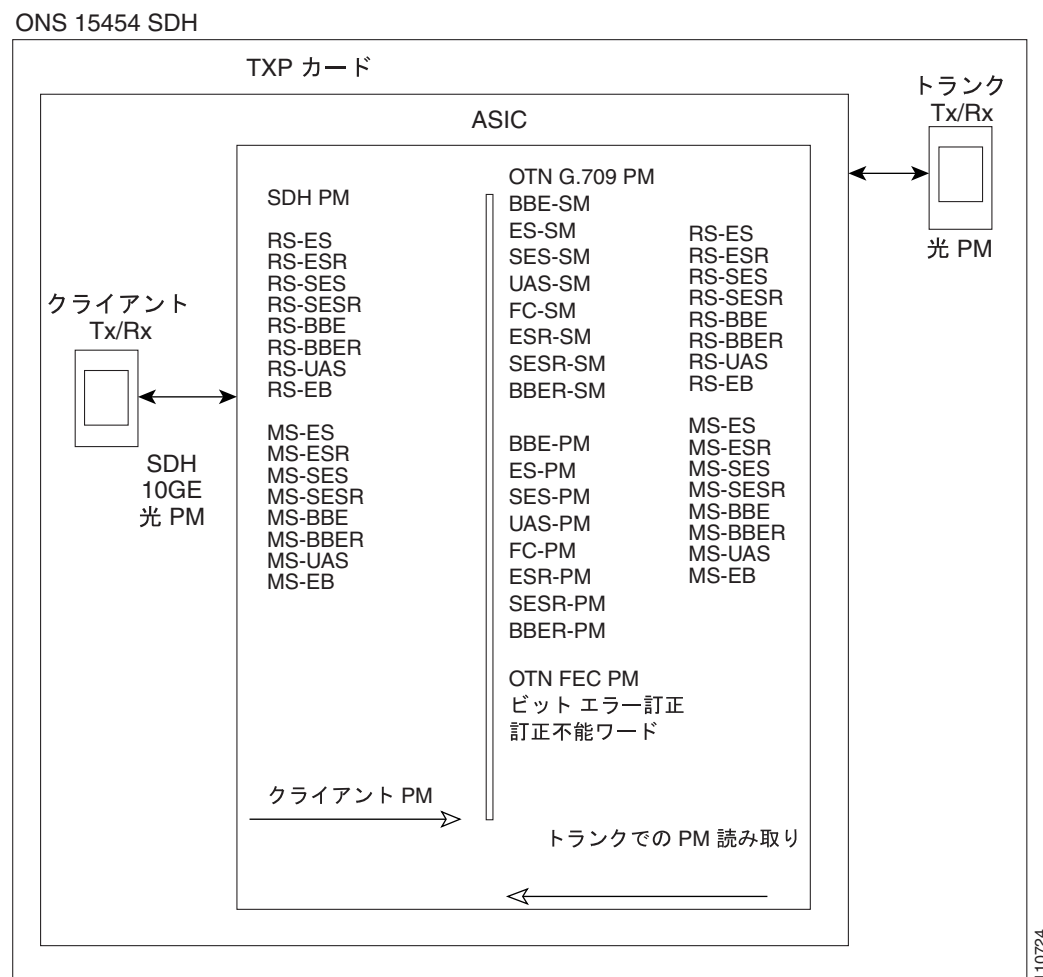 ONS 15454 SDH
TXP カード
ASIC
トランク
Tx/Rx
光 PM
クライアント
Tx/Rx
SDH
10GE
光 PM
SDH PM
RS-ES
RS-ESR
RS-SES
RS-SESR
RS-BBE
RS-BBER
RS-UAS
RS-EB
MS-ES
MS-ESR
MS-SES
MS-SESR
MS-BBE
MS-BBER
MS-UAS
MS-EB
OTN G.709 PM
BBE-SM
ES-SM
SES-SM
UAS-SM
FC-SM
ESR-SM
SESR-SM
BBER-SM
BBE-PM
ES-PM
SES-PM
UAS-PM
FC-PM
ESR-PM
SESR-PM
BBER-PM
OTN FEC PM
ビット エラー訂正
訂正不能ワード
RS-ES
RS-ESR
RS-SES
RS-SESR
RS-BBE
RS-BBER
RS-UAS
RS-EB
MS-ES
MS-ESR
MS-SES
MS-SESR
MS-BBE
MS-BBER
MS-UAS
MS-EB
クライアント PM
トランクでの PM 読み取り
110724